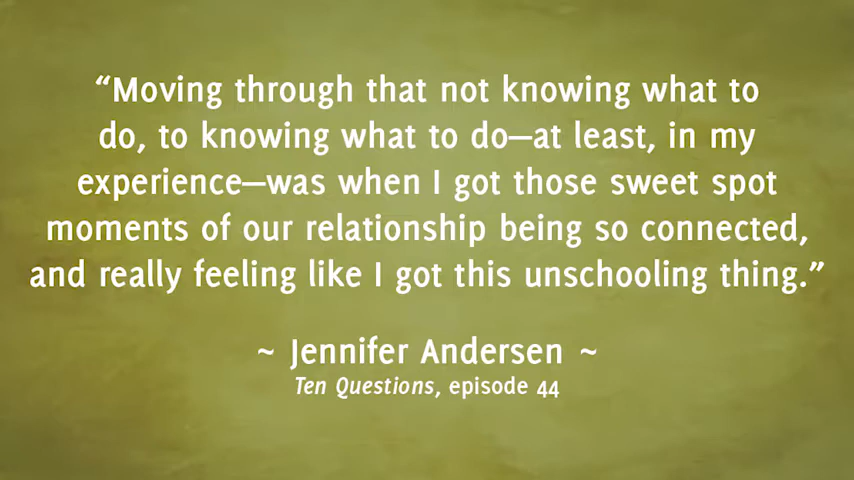 “Moving through that not knowing what to
do, to knowing what to do—at least, in my
experience—was when I got those sweet spot
moments of our relationship being so connected,
and really feeling like I got this unschooling thing.”
~ Jennifer Andersen ~
Ten Questions, episode 44